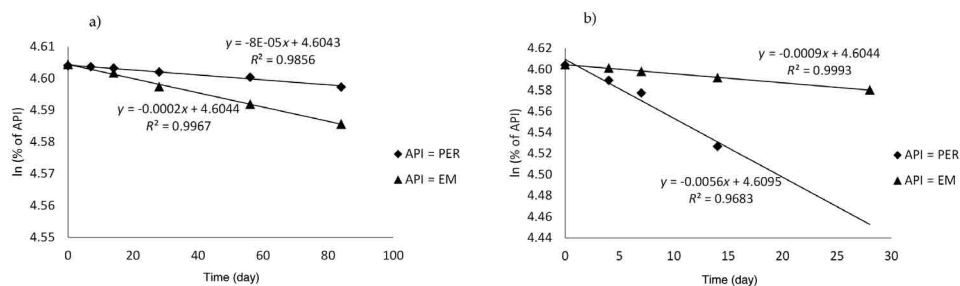 a)
y = -8E-05x + 4.6043
R² = 0.9856
y = -0.0002x + 4.6044
R² = 0.9967
ln (% of API)
4.61
4.60
4.59
4.58
4.57
4.56
4.55
0 20 40 60 80 100
Time (day)
API = PER
API = EM
b)
y = -0.0009x + 4.6044
R² = 0.9993
y = -0.0056x + 4.6095
R² = 0.9683
ln (% of API)
4.62
4.60
4.58
4.54
4.52
4.50
4.48
4.46
4.44
0 5 10 15 20 25 30
Time (day)
API = PER
API = EM